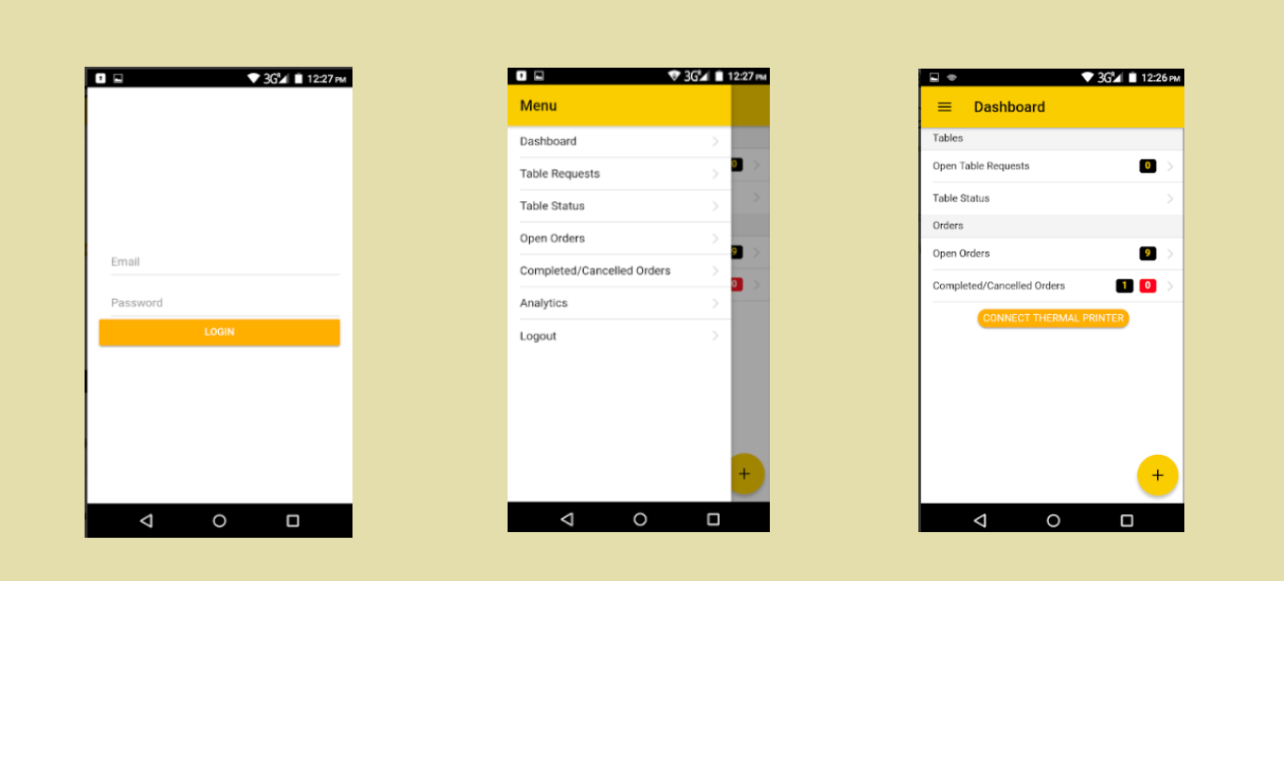 3G 12:27 PM
Email
Password
LOGIN
3G 12:27 PM
Menu
Dashboard
Table Requests
0
Table Status
Open Orders
9
Completed/Cancelled Orders
0
Analytics
Logout
+
3G 12:26 PM
Dashboard
Tables
Open Table Requests 0
Table Status
Orders
Open Orders 9
Completed/Cancelled Orders 1 0
CONNECT THERMAL PRINTER
+